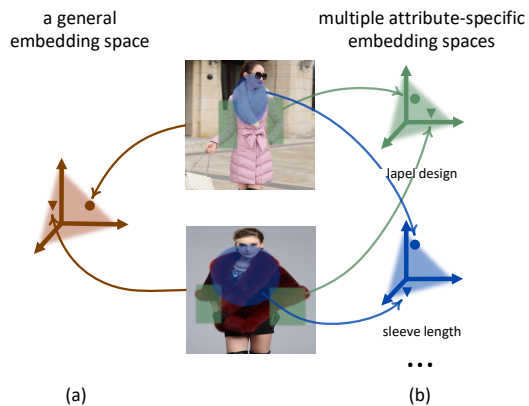 a general
embedding space
multiple attribute-specific
embedding spaces
lapel design
sleeve length
...
(a)
(b)